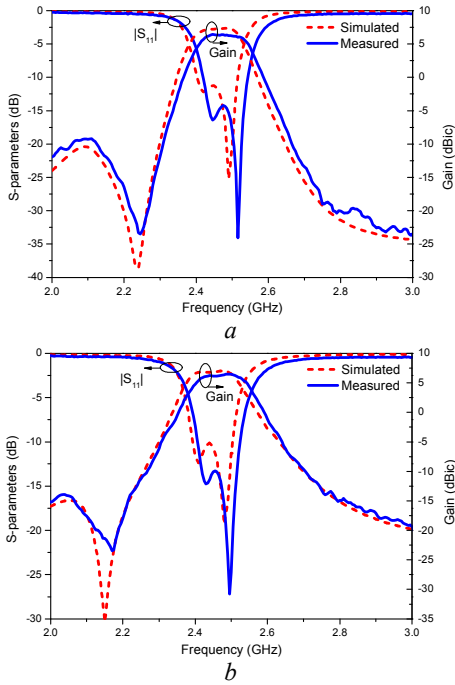 S-parameters (dB)
0
-5
-10
-15
-20
-25
-30
-35
-40
|S11|
Gain
Simulated
Measured
10
5
0
-5
-10
-15
-20
-25
-30
Gain (dBic)
2.0 2.2 2.4 2.6 2.8 3.0
Frequency (GHz)
a
S-parameters (dB)
0
-5
-10
-15
-20
-25
-30
|S11|
Gain
Simulated
Measured
10
5
0
-5
-10
-15
-20
-25
-30
-35
Gain (dBic)
2.0 2.2 2.4 2.6 2.8 3.0
Frequency (GHz)
b